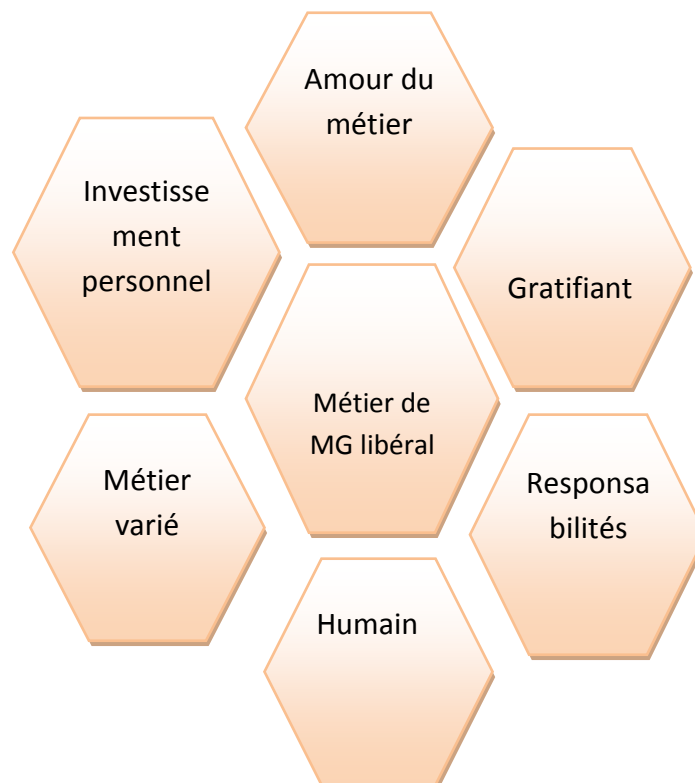 Amour du
métier
Investisse
ment
personnel
Gratifiant
Métier de
MG libéral
Métier
varié
Responsa
bilités
Humain